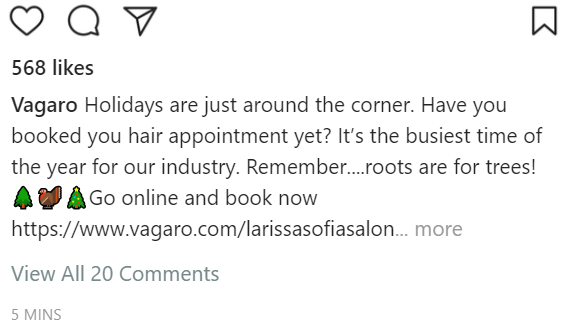 568 likes
Vagaro Holidays are just around the corner. Have you
booked you hair appointment yet? It’s the busiest time of
the year for our industry. Remember....roots are for trees!
🌲🦃🎄Go online and book now
https://www.vagaro.com/larissasofiasalon... more
View All 20 Comments
5 MINS